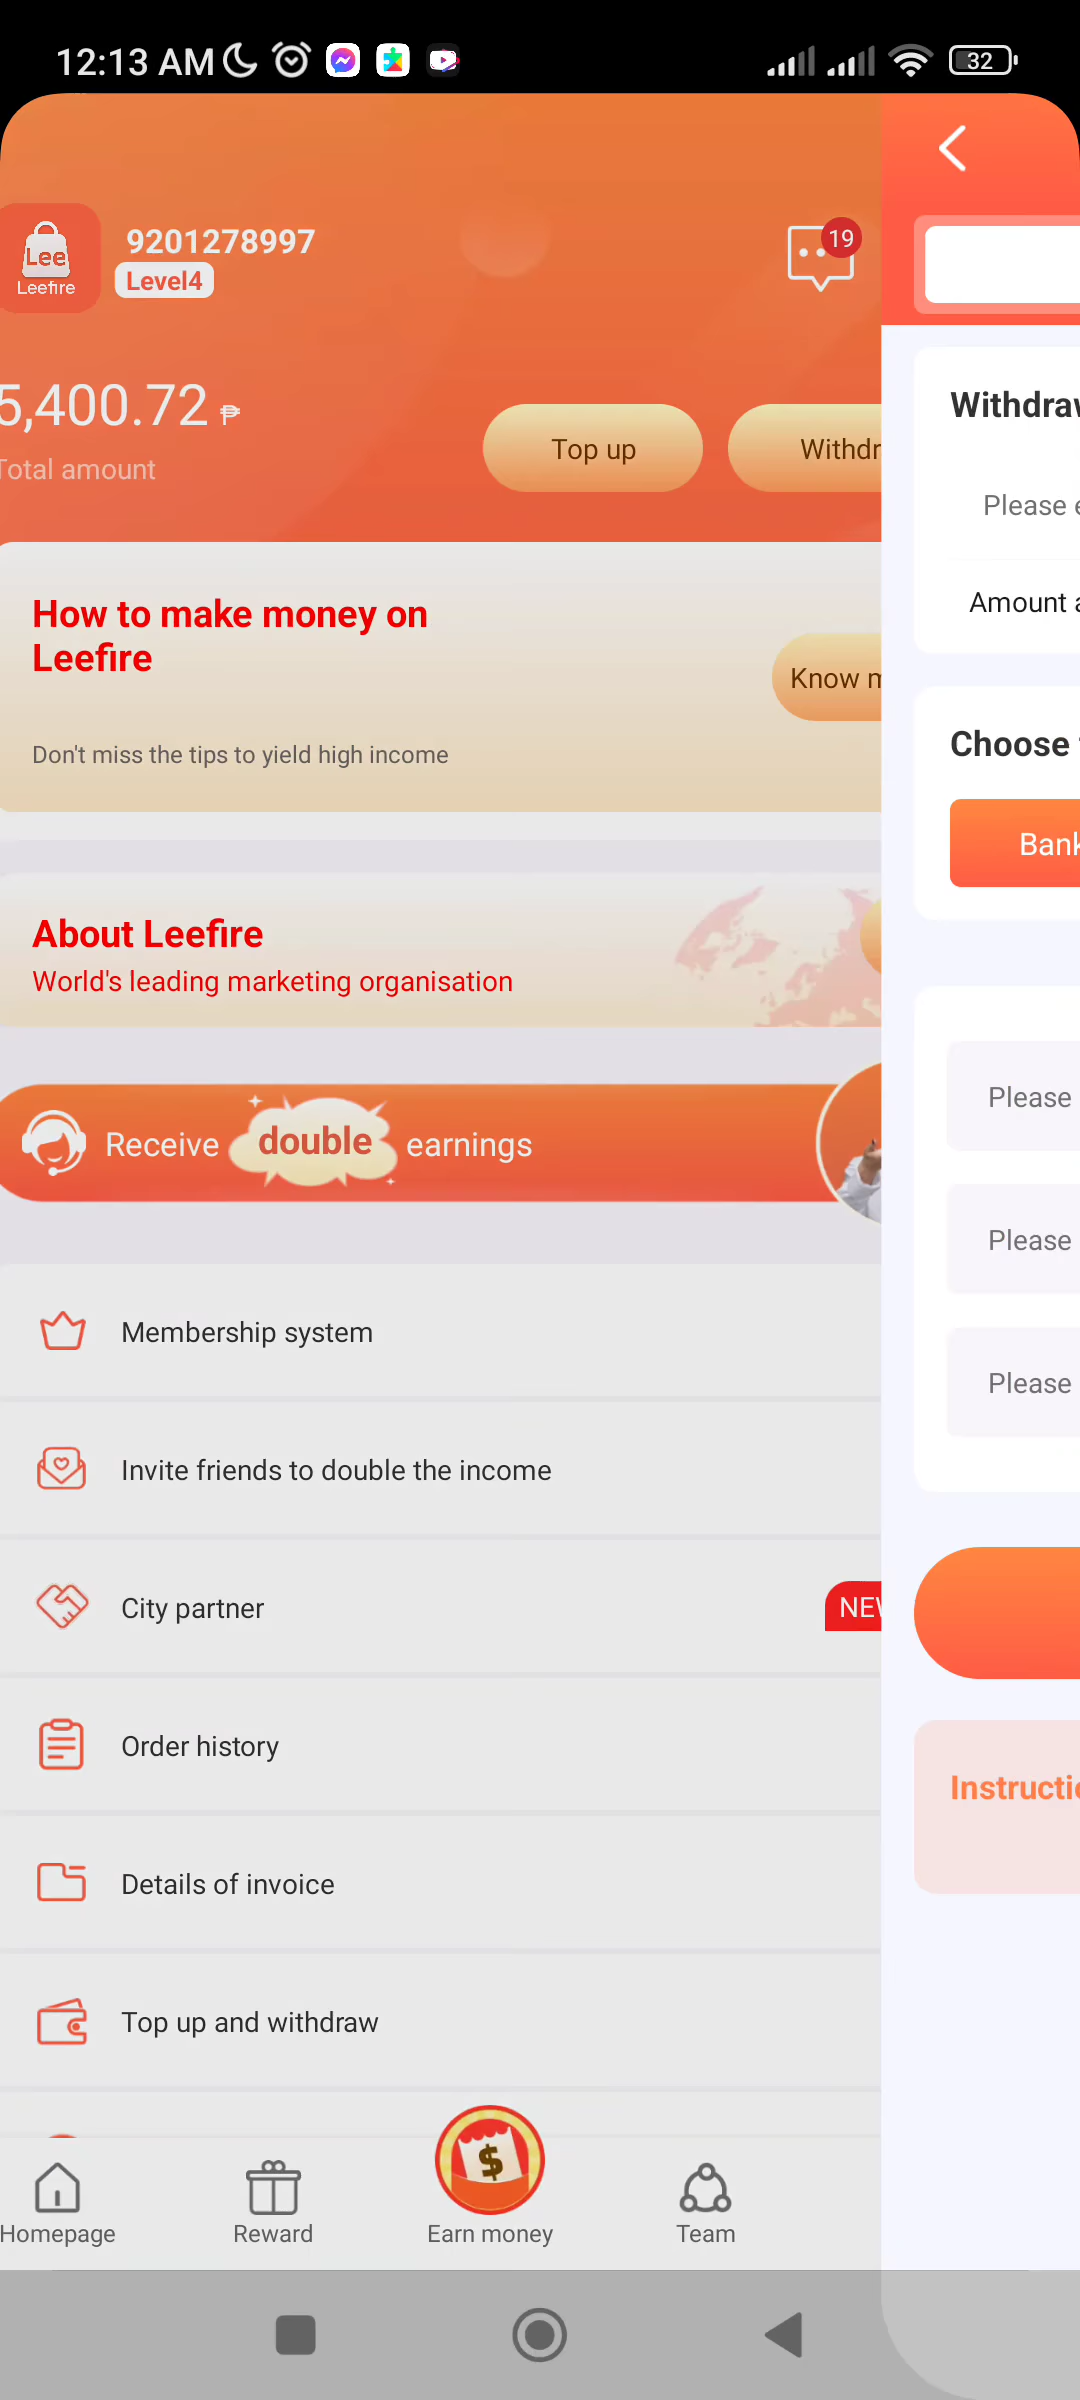 12:13 AM
32
Lee
Leefire
9201278997
Level4
19
5,400.72 ₱
Total amount
Top up
Withdr
How to make money on
Leefire
Know m
Don't miss the tips to yield high income
About Leefire
World's leading marketing organisation
Receive double earnings
Membership system
Invite friends to double the income
City partner
NEW
Order history
Details of invoice
Top up and withdraw
Homepage
Reward
$
Earn money
Team
Withdraw
Please e
Amount a
Choose
Bank
Please
Please
Please
Instructio